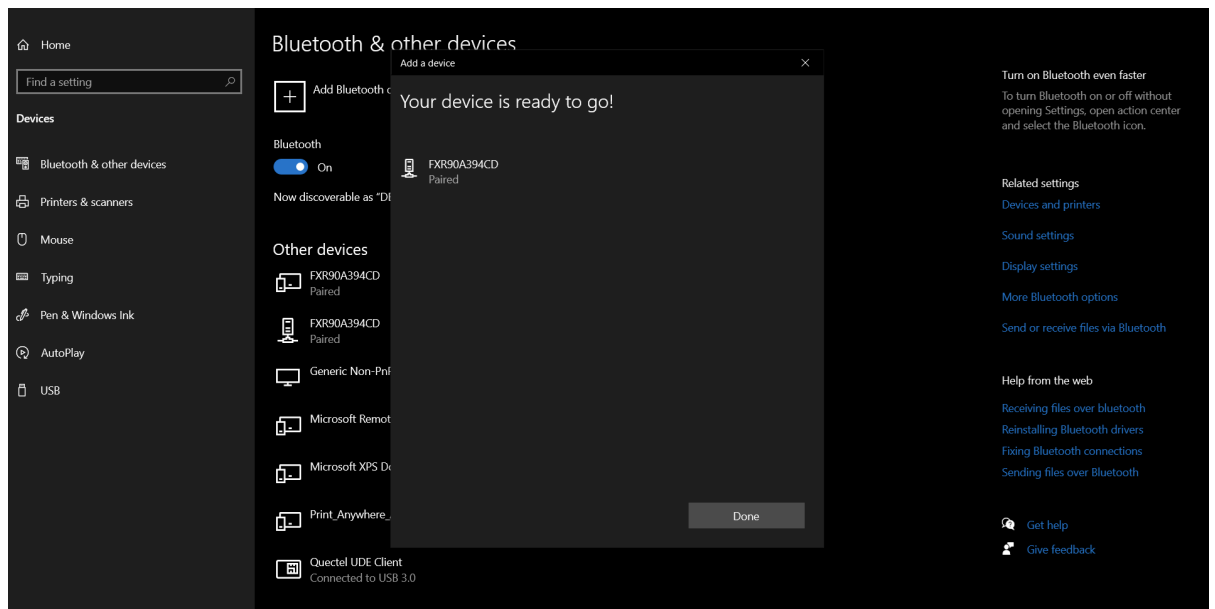 Home
Find a setting
Devices
Bluetooth & other devices
Printers & scanners
Mouse
Typing
Pen & Windows Ink
AutoPlay
USB
Bluetooth & other devices
Add Bluetooth
Bluetooth
On
Now discoverable as "
Other devices
FXR90A394CD
Paired
FXR90A394CD
Paired
Generic
Microsoft
Microsoft XPS
Print_Anywhere_
Quectel UDE Client
Connected to USB 3.0
Add a device
Your device is ready to go!
FXR90A394CD
Paired
Done
Turn on Bluetooth even faster
To turn Bluetooth on or off without
opening Settings, open action center
and select the Bluetooth icon.
Related settings
Devices and printers
Sound settings
Display settings
More Bluetooth options
Send or receive files via Bluetooth
Help from the web
Receiving files over bluetooth
Reinstalling Bluetooth drivers
Fixing Bluetooth connections
Sending files over Bluetooth
Get help
Give feedback